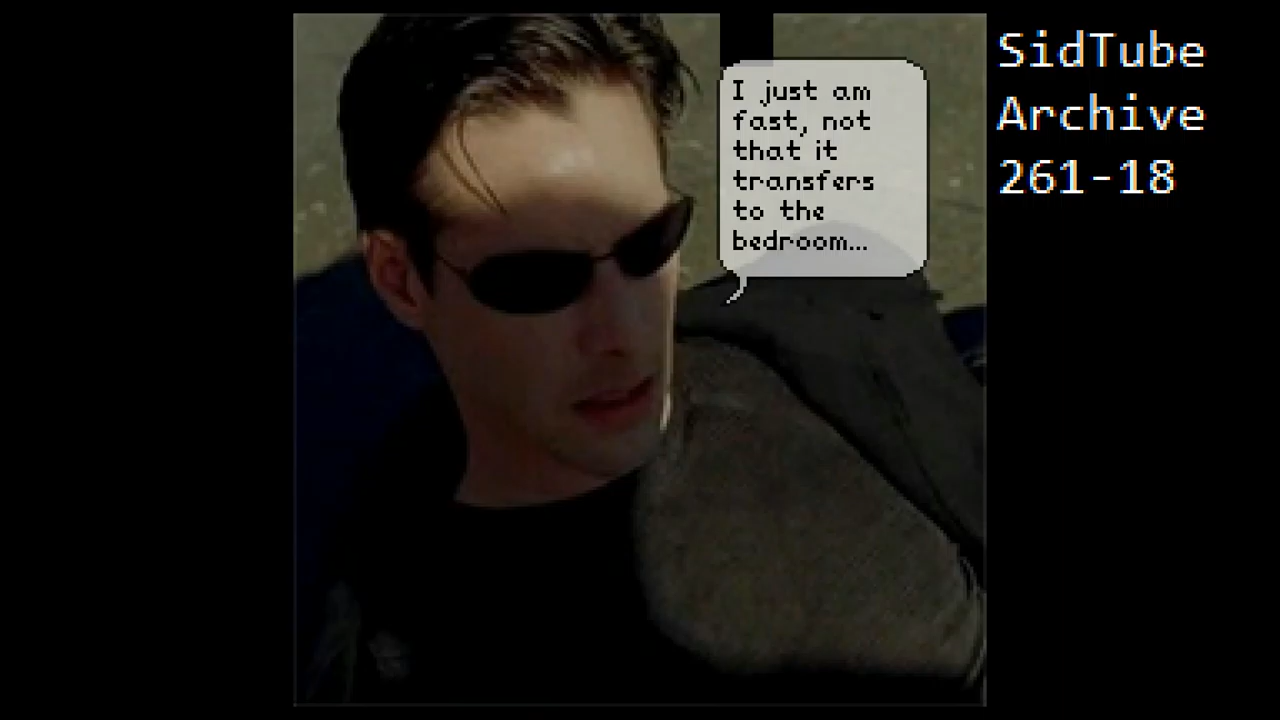 I just am
fast, not
that it
transfers
to the
bedroom...
SidTube
Archive
261-18